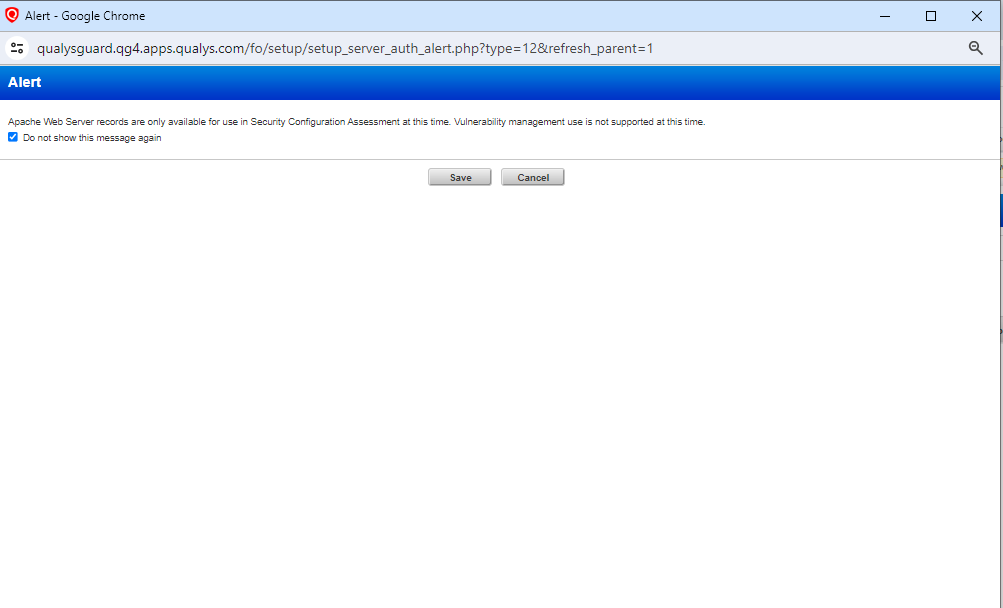 Alert - Google Chrome
qualysguard.qg4.apps.qualys.com/fo/setup/setup_server_auth_alert.php?type=12&refresh_parent=1
Alert
Apache Web Server records are only available for use in Security Configuration Assessment at this time. Vulnerability management use is not supported at this time.
Do not show this message again
Save Cancel